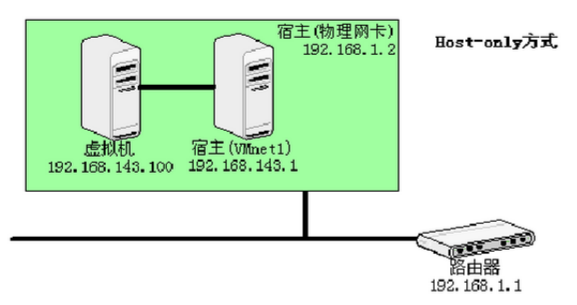 宿主(物理网卡)
192.168.1.2
Host-only方式
虚拟机
192.168.143.100
宿主(VMnet1)
192.168.143.1
路由器
192.168.1.1